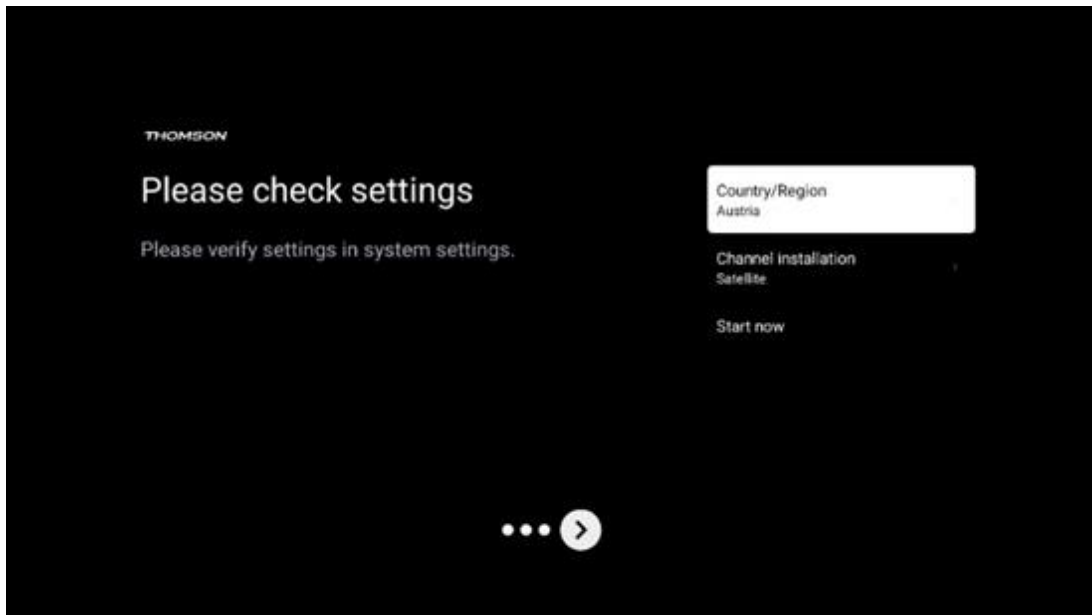 THOMSON
Please check settings
Please verify settings in system settings.
Country/Region
Austria
Channel installation
Satellite
Start now